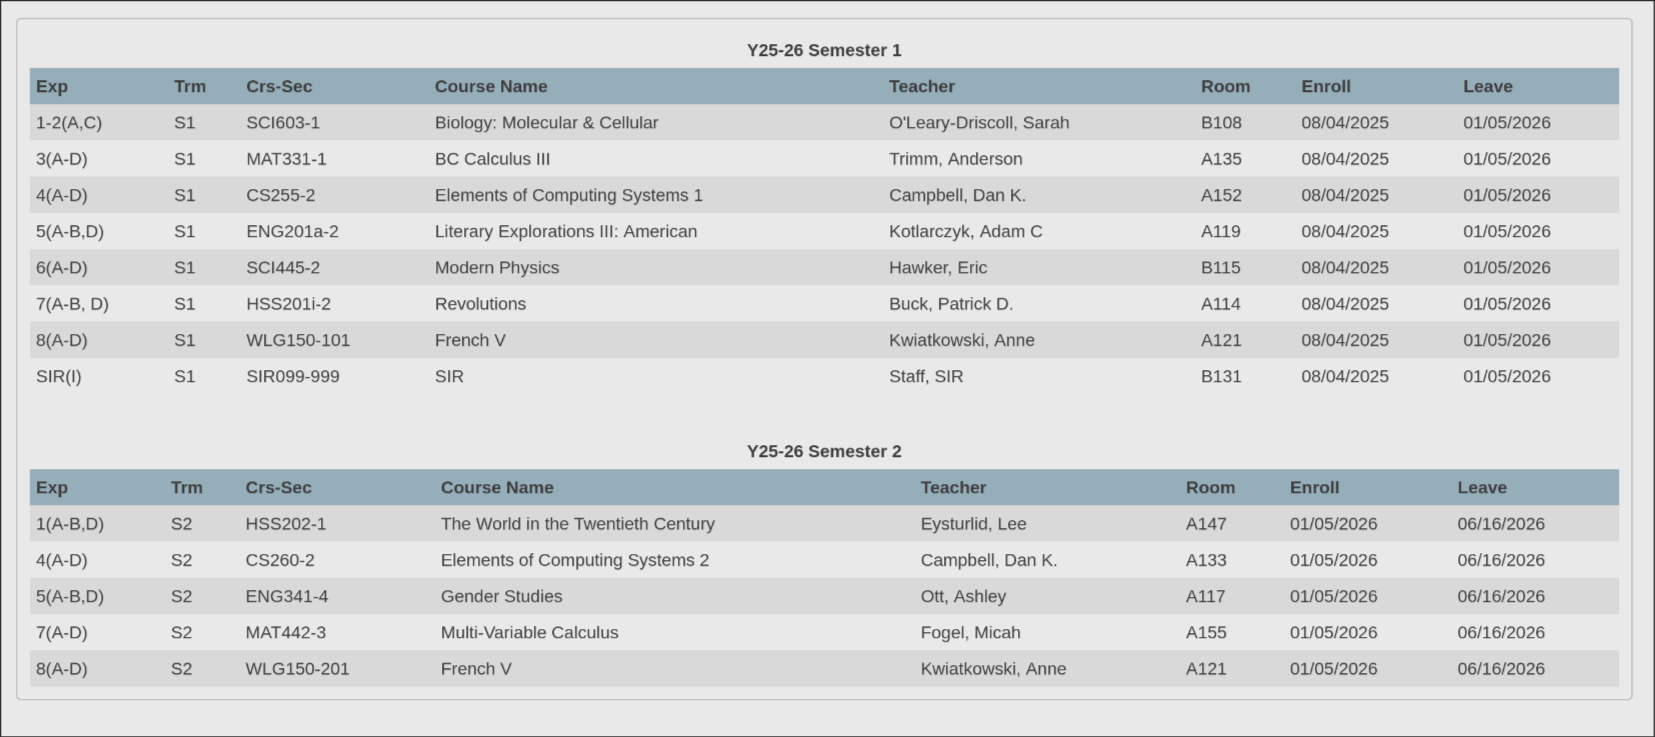 Y25-26 Semester 1
Exp Trm Crs-Sec Course Name Teacher Room Enroll Leave
1-2(A,C) S1 SCI603-1 Biology: Molecular & Cellular O'Leary-Driscoll, Sarah B108 08/04/2025 01/05/2026
3(A-D) S1 MAT331-1 BC Calculus III Trimm, Anderson A135 08/04/2025 01/05/2026
4(A-D) S1 CS255-2 Elements of Computing Systems 1 Campbell, Dan K. A152 08/04/2025 01/05/2026
5(A-B,D) S1 ENG201a-2 Literary Explorations III: American Kotlarczyk, Adam C A119 08/04/2025 01/05/2026
6(A-D) S1 SCI445-2 Modern Physics Hawker, Eric B115 08/04/2025 01/05/2026
7(A-B, D) S1 HSS201i-2 Revolutions Buck, Patrick D. A114 08/04/2025 01/05/2026
8(A-D) S1 WLG150-101 French V Kwiatkowski, Anne A121 08/04/2025 01/05/2026
SIR(I) S1 SIR099-999 SIR Staff, SIR B131 08/04/2025 01/05/2026
Y25-26 Semester 2
Exp Trm Crs-Sec Course Name Teacher Room Enroll Leave
1(A-B,D) S2 HSS202-1 The World in the Twentieth Century Eysturlid, Lee A147 01/05/2026 06/16/2026
4(A-D) S2 CS260-2 Elements of Computing Systems 2 Campbell, Dan K. A133 01/05/2026 06/16/2026
5(A-B,D) S2 ENG341-4 Gender Studies Ott, Ashley A117 01/05/2026 06/16/2026
7(A-D) S2 MAT442-3 Multi-Variable Calculus Fogel, Micah A155 01/05/2026 06/16/2026
8(A-D) S2 WLG150-201 French V Kwiatkowski, Anne A121 01/05/2026 06/16/2026